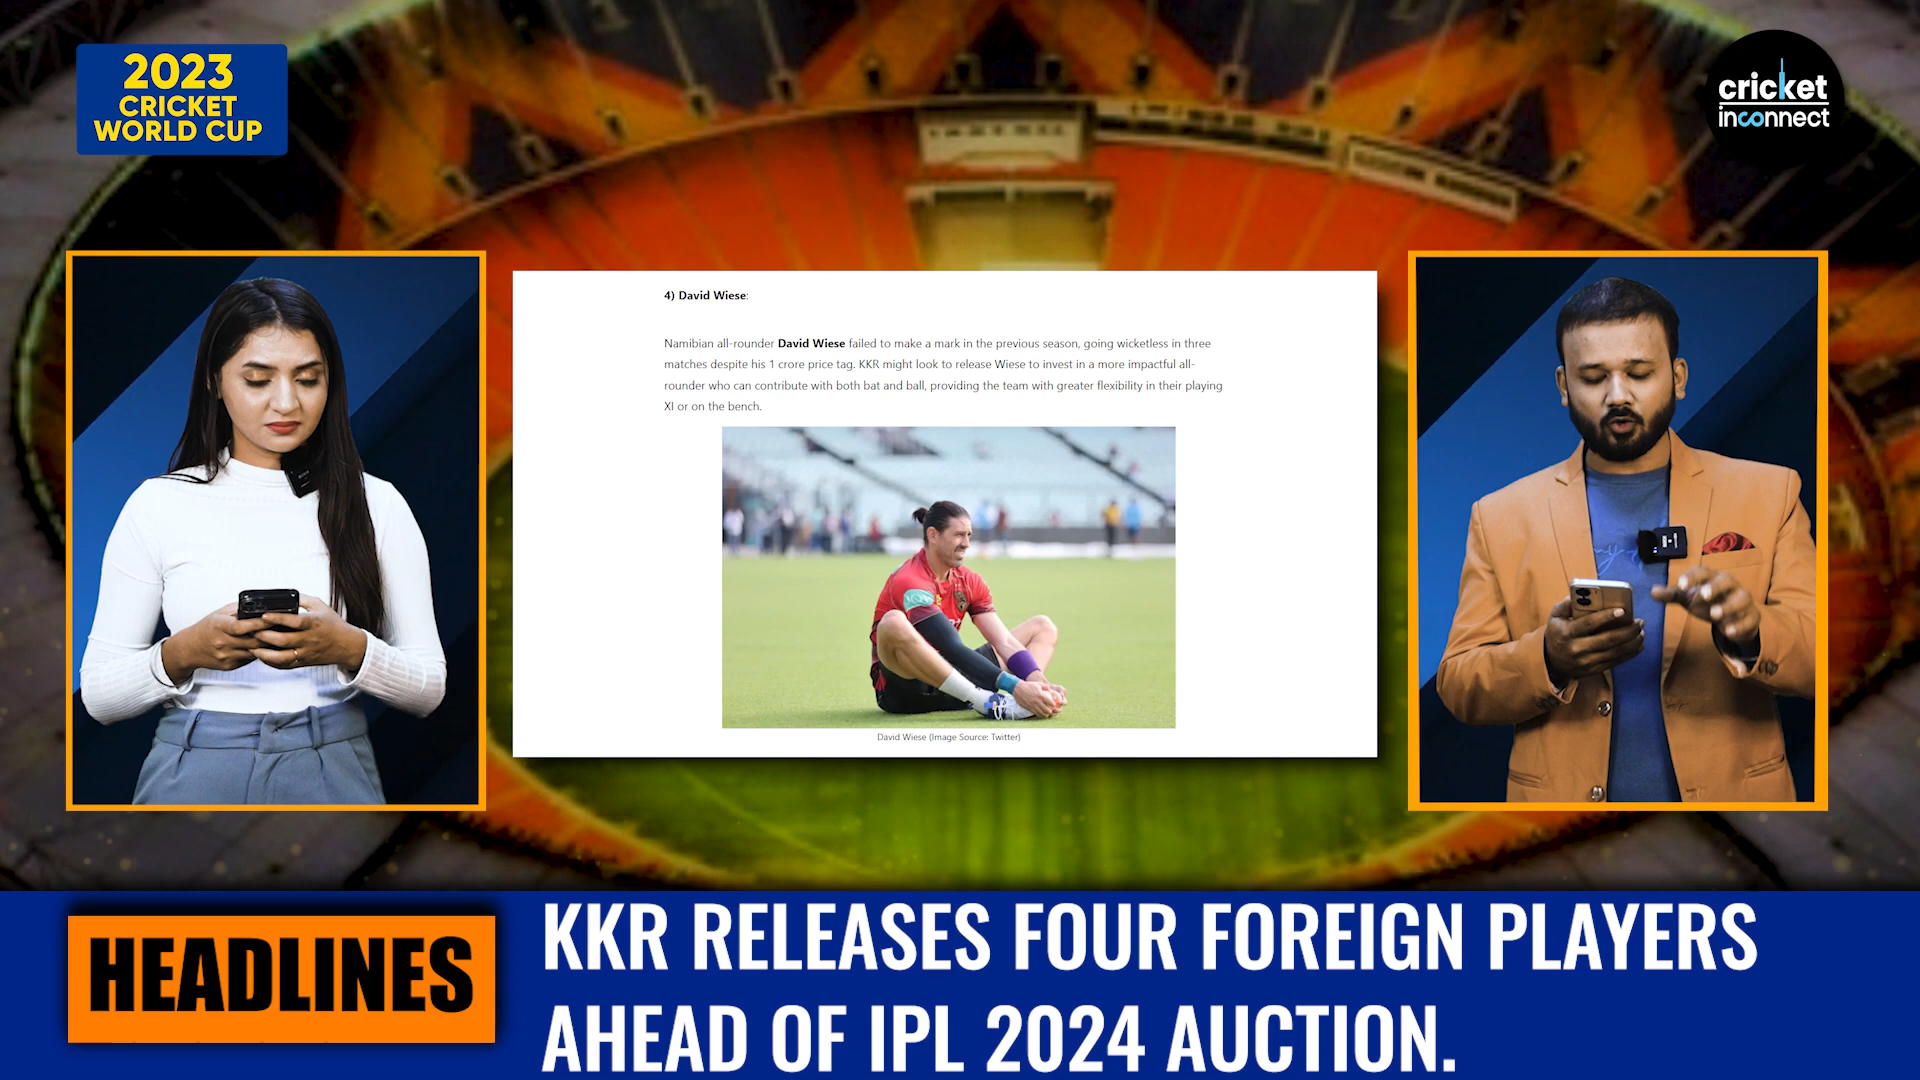 2023
CRICKET
WORLD CUP
cricket
inconnect
4) David Wiese:
Namibian all-rounder David Wiese failed to make a mark in the previous season, going wicketless in three
matches despite his 1 crore price tag. KKR might look to release Wiese to invest in a more impactful all-
rounder who can contribute with both bat and ball, providing the team with greater flexibility in their playing
XI or on the bench.
David Wiese (Image Source: Twitter)
HEADLINES
KKR RELEASES FOUR FOREIGN PLAYERS
AHEAD OF IPL 2024 AUCTION.